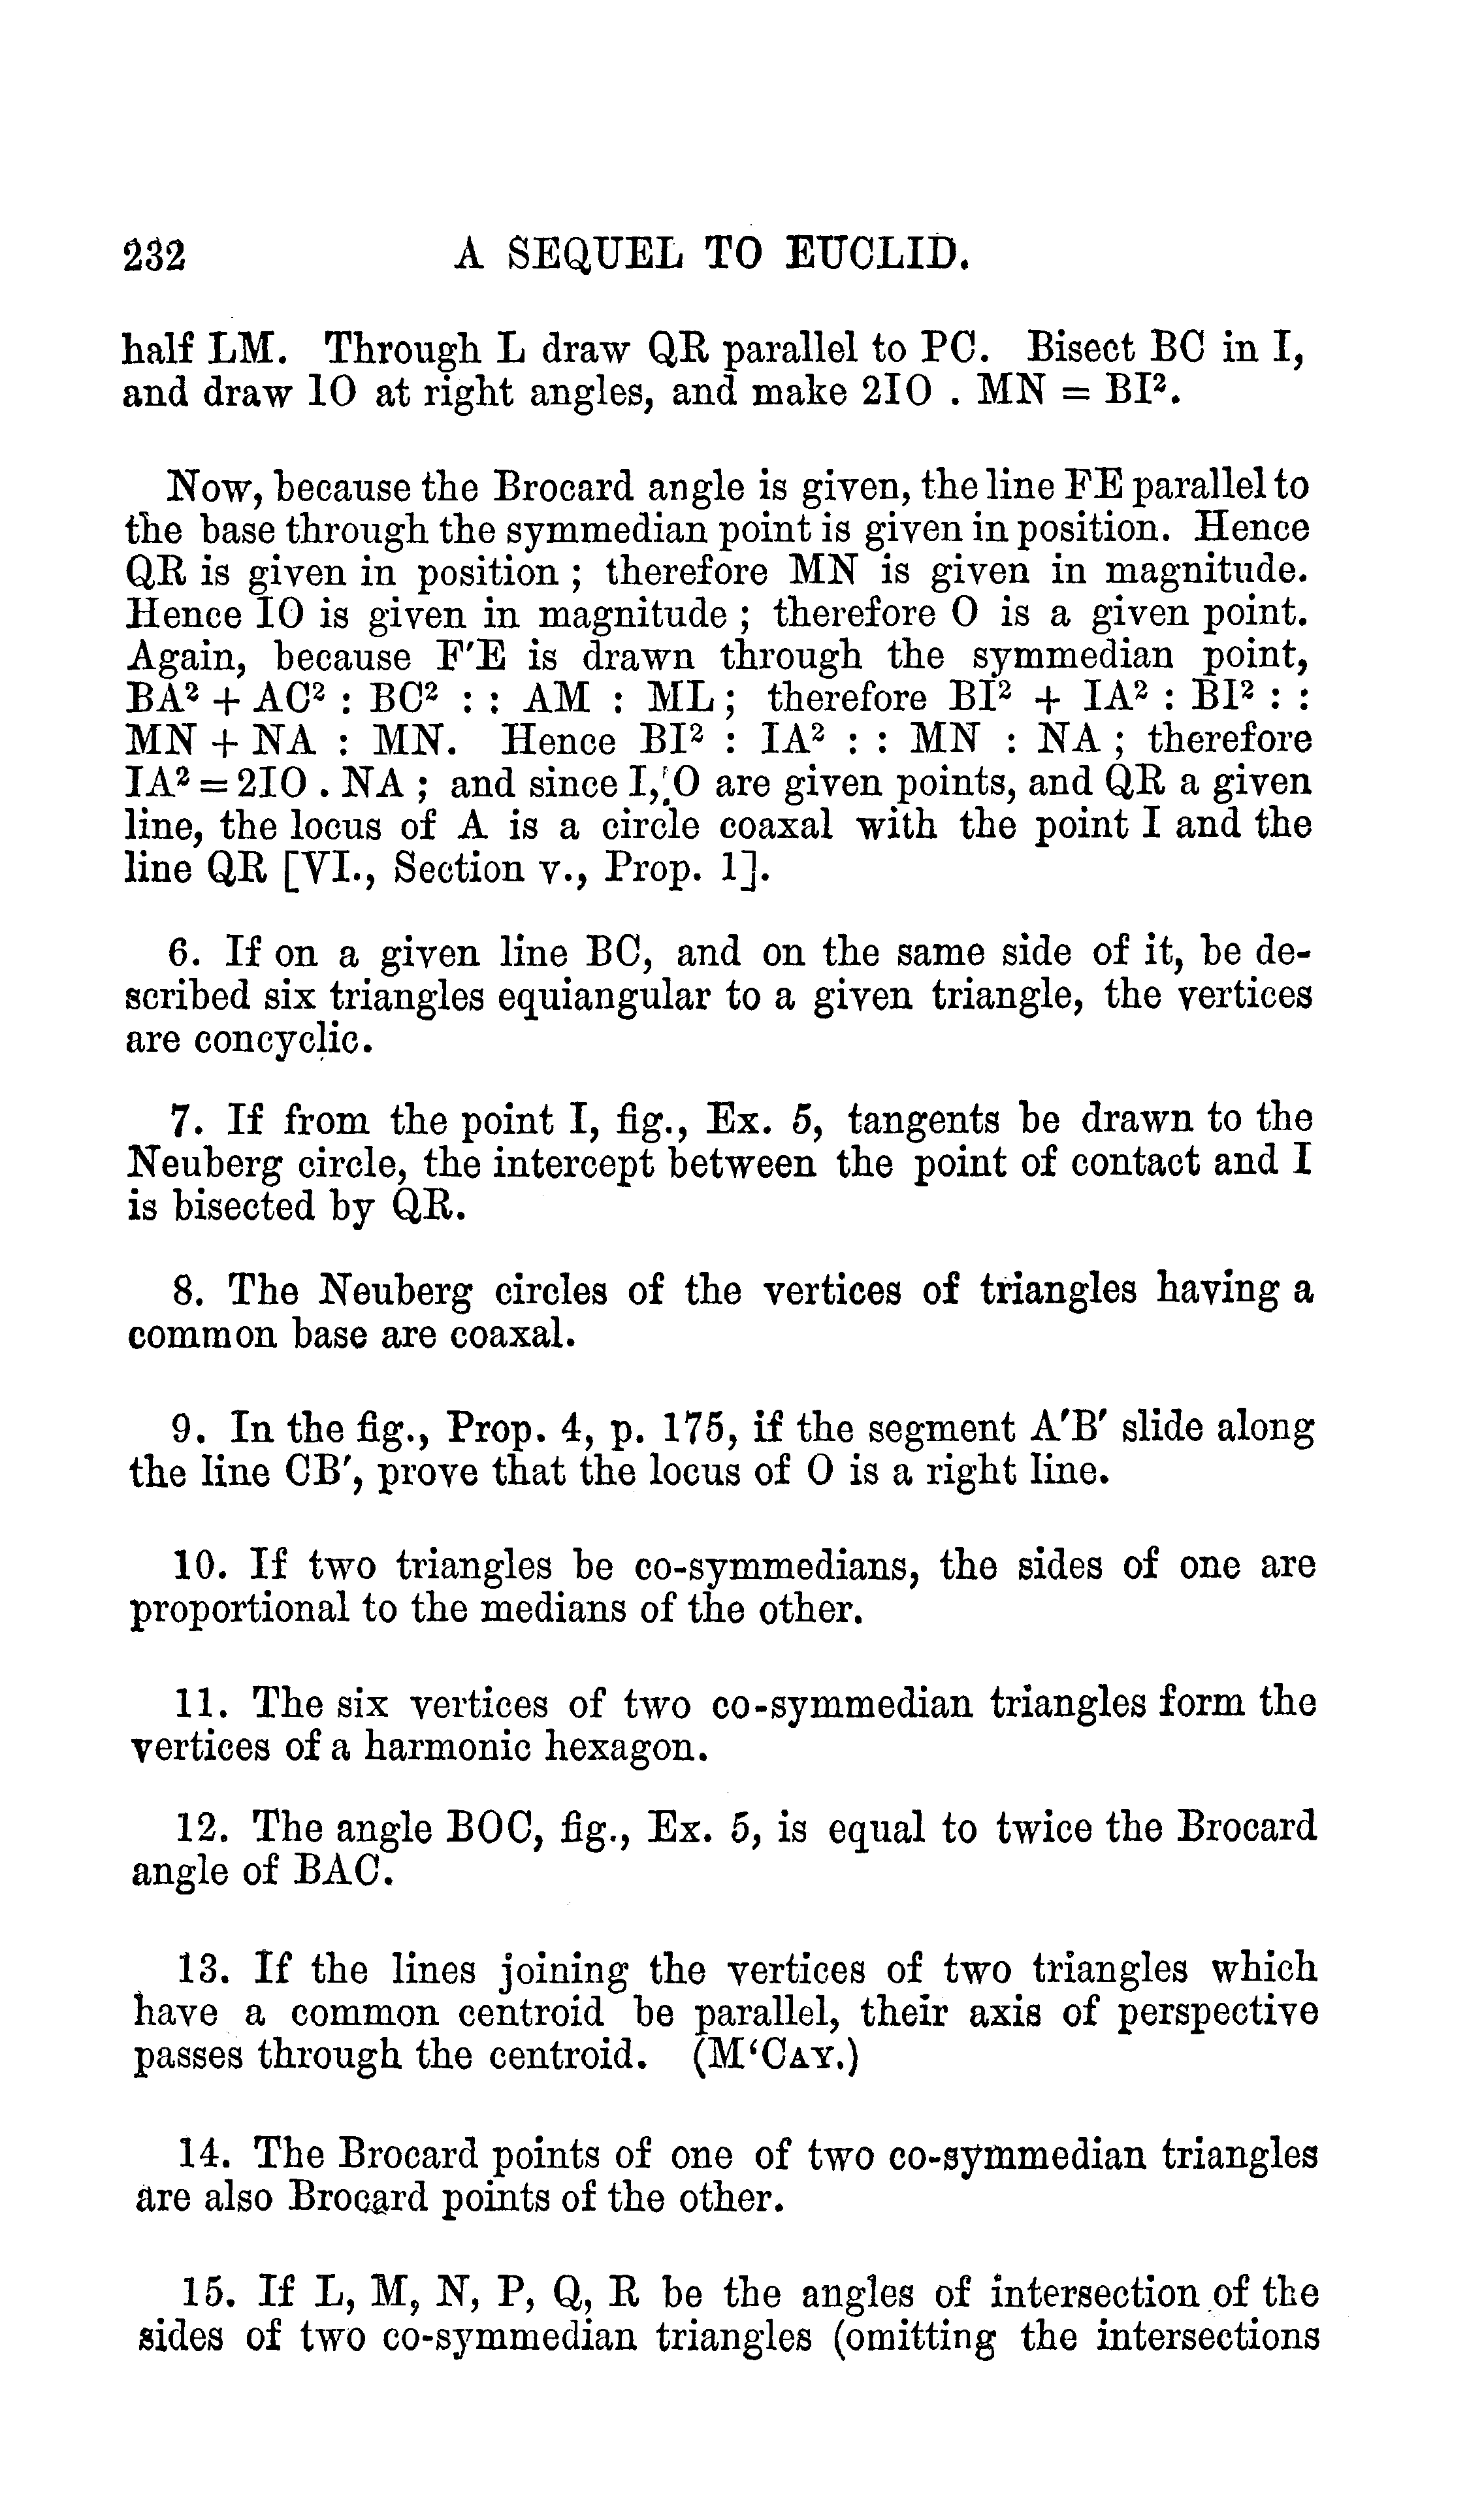 232 A SEQUEL TO EUCLID.
half LM. Through L draw QR parallel to PC. Bisect BC in I,
and draw 1O at right angles, and make 2IO . MN = BI².
Now, because the Brocard angle is given, the line FE parallel to
the base through the symmedian point is given in position. Hence
QR is given in position ; therefore MN is given in magnitude.
Hence IO is given in magnitude ; therefore O is a given point.
Again, because F′E is drawn through the symmedian point,
BA² + AC² : BC² : : AM : ML ; therefore BI² + IA² : BI² : :
MN + NA : MN. Hence BI² : IA² : : MN : NA ; therefore
IA² = 2IO . NA ; and since I, O are given points, and QR a given
line, the locus of A is a circle coaxal with the point I and the
line QR [VI., Section v., Prop. 1].
6. If on a given line BC, and on the same side of it, be de-
scribed six triangles equiangular to a given triangle, the vertices
are concyclic.
7. If from the point I, fig., Ex. 5, tangents be drawn to the
Neuberg circle, the intercept between the point of contact and I
is bisected by QR.
8. The Neuberg circles of the vertices of triangles having a
common base are coaxal.
9. In the fig., Prop. 4, p. 175, if the segment A′B′ slide along
the line CB′, prove that the locus of O is a right line.
10. If two triangles be co-symmedians, the sides of one are
proportional to the medians of the other.
11. The six vertices of two co-symmedian triangles form the
vertices of a harmonic hexagon.
12. The angle BOC, fig., Ex. 5, is equal to twice the Brocard
angle of BAC.
13. If the lines joining the vertices of two triangles which
have a common centroid be parallel, their axis of perspective
passes through the centroid. (M‘CAY.)
14. The Brocard points of one of two co-symmedian triangles
are also Brocard points of the other.
15. If L, M, N, P, Q, R be the angles of intersection of the
sides of two co-symmedian triangles (omitting the intersections